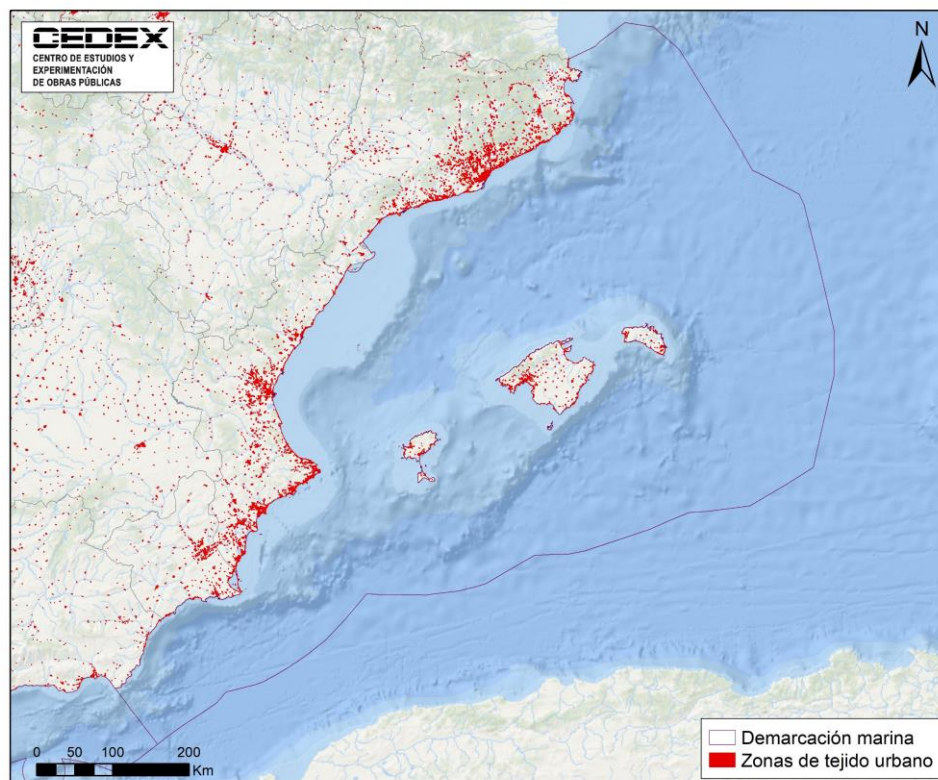 CEDEX
CENTRO DE ESTUDIOS Y
EXPERIMENTACIÓN
DE OBRAS PÚBLICAS
N
0 50 100 200
Km
Demarcación marina
Zonas de tejido urbano